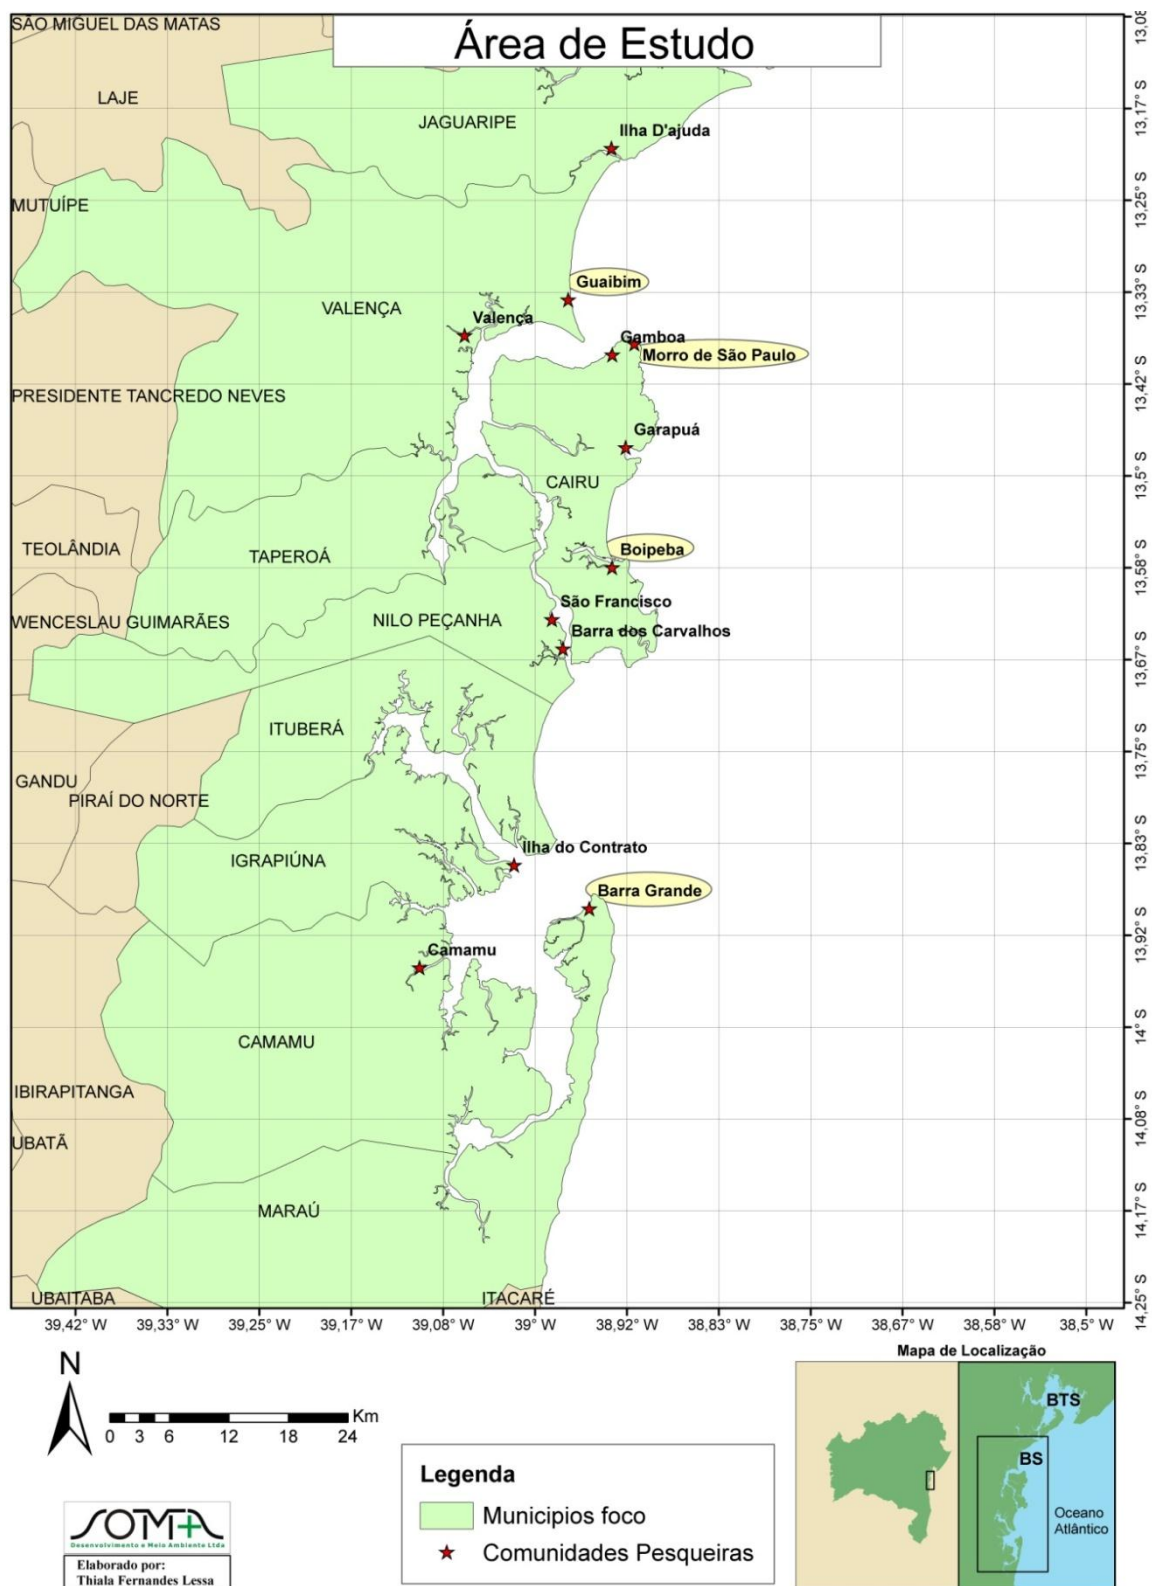 Área de Estudo
SÃO MIGUEL DAS MATAS
LAJE
JAGUARIPE
Ilha D'ajuda
MUTUÍPE
Guaibim
VALENÇA
Valença
Gamboa
Morro de São Paulo
PRESIDENTE TANCREDO NEVES
Garapuá
CAIRU
TEOLÂNDIA
TAPEROÁ
Boipeba
São Francisco
WENCESLAU GUIMARÃES
NILO PEÇANHA
Barra dos Carvalhos
ITUBERÁ
GANDU
PIRAÍ DO NORTE
IGRAPIÚNA
Ilha do Contrato
Barra Grande
Camamu
CAMAMU
IBIRAPITANGA
UBATÃ
MARAÚ
UBAITABA
ITACARÉ
13,08
13,17° S
13,25° S
13,33° S
13,42° S
13,5° S
13,58° S
13,67° S
13,75° S
13,83° S
13,92° S
14° S
14,08° S
14,17° S
14,25° S
39,42° W 39,33° W 39,25° W 39,17° W 39,08° W 39° W 38,92° W 38,83° W 38,75° W 38,67° W 38,58° W 38,5° W
N
Km
0 3 6 12 18 24
Mapa de Localização
BTS
BS
Oceano
Atlântico
Legenda
Municipios foco
Comunidades Pesqueiras
SOMA
Desenvolvimento e Meio Ambiente Ltda
Elaborado por:
Thiala Fernandes Lessa